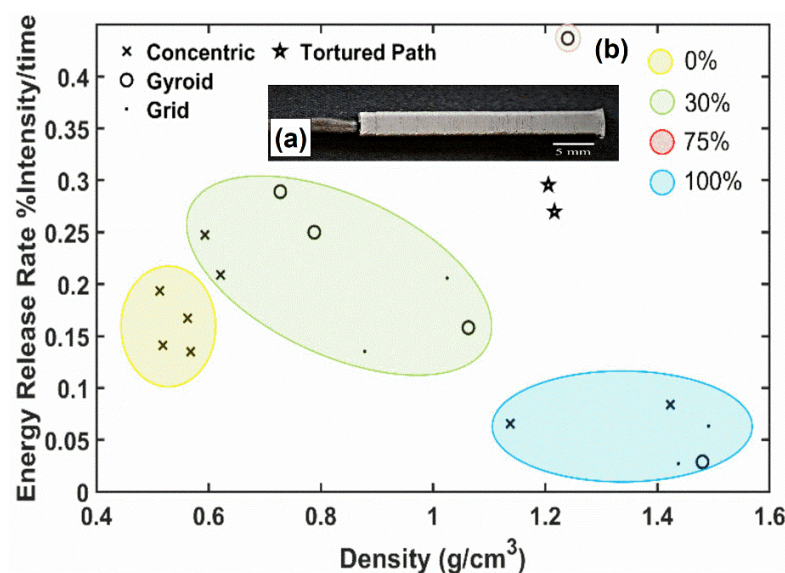 Energy Release Rate %Intensity/time
0.4
0.35
0.3
0.25
0.2
0.15
0.1
0.05
0
× Concentric ☆ Tortured Path
Gyroid
Grid
(a)
5 mm
(b)
0%
30%
75%
100%
0.4 0.6 0.8 1 1.2 1.4 1.6
Density (g/cm³)